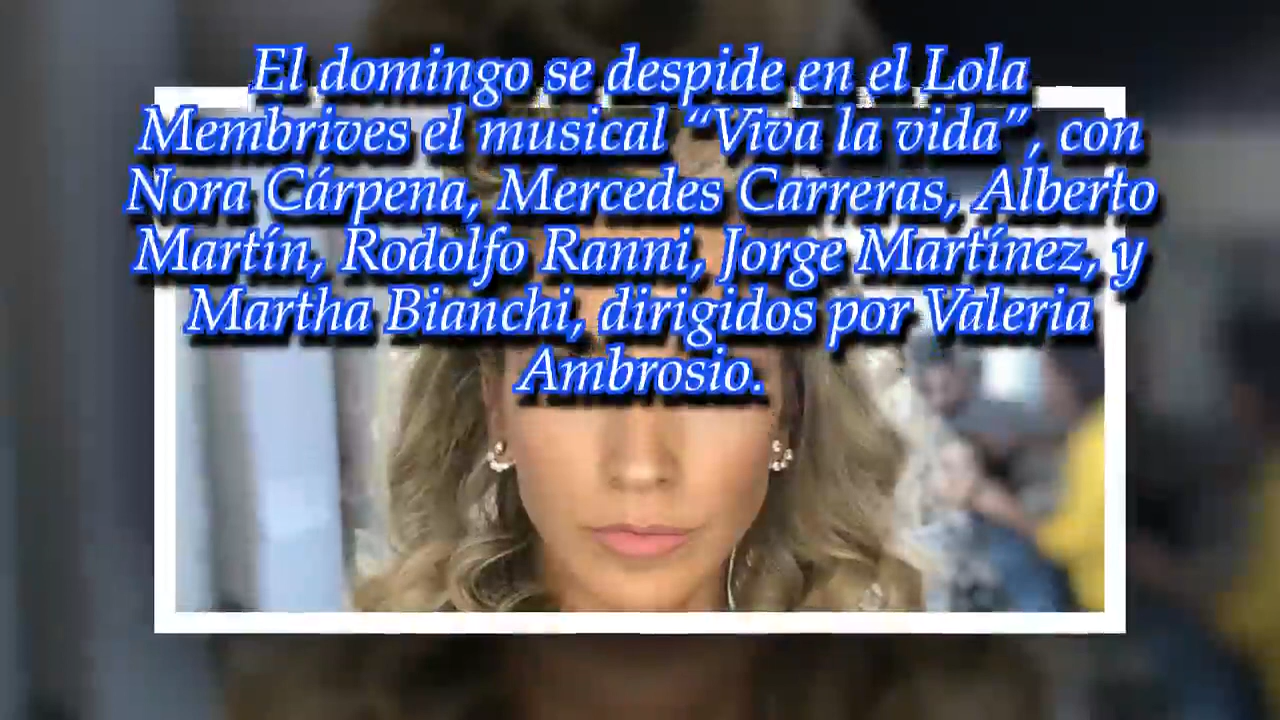 El domingo se despide en el Lola
Membrives el musical “Viva la vida”, con
Nora Cárpena, Mercedes Carreras, Alberto
Martín, Rodolfo Ranni, Jorge Martínez, y
Martha Bianchi, dirigidos por Valeria
Ambrosio.